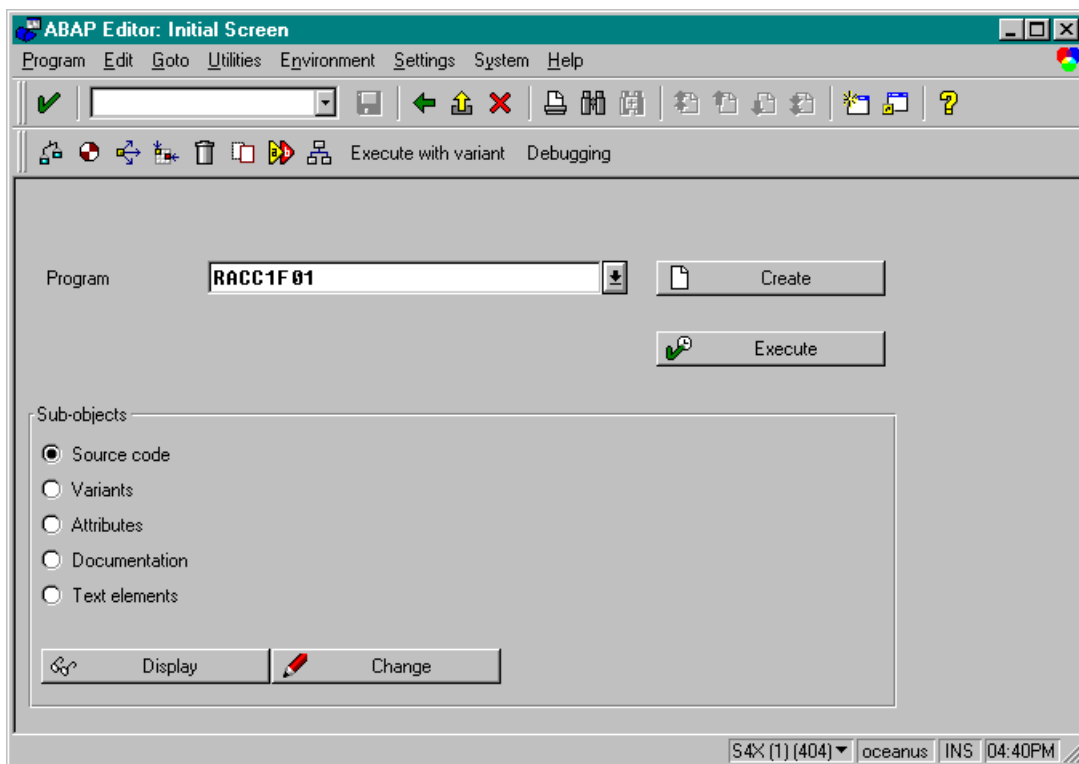 ABAP Editor: Initial Screen
Program Edit Goto Utilities Environment Settings System Help
Execute with variant Debugging
Program RACC1F01 Create
Execute
Sub-objects
Source code
Variants
Attributes
Documentation
Text elements
Display Change
S4X (1) (404) oceanus INS 04:40PM